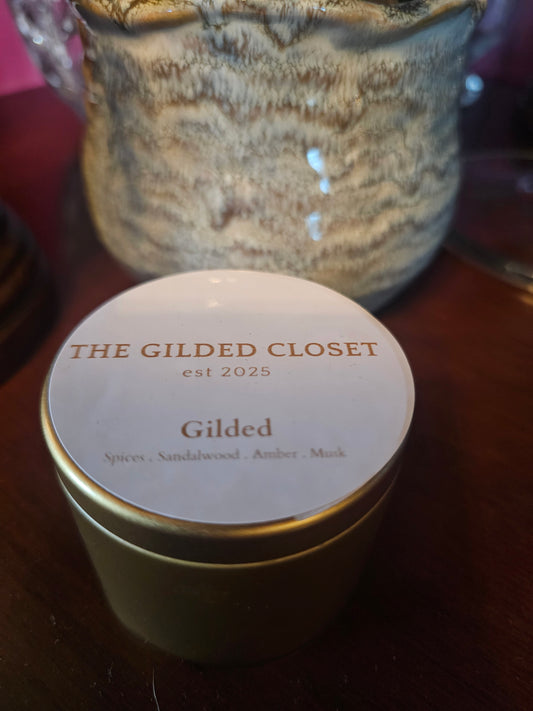 THE GILDED CLOSET
est 2025
Gilded
Spices . Sandalwood . Amber . Musk